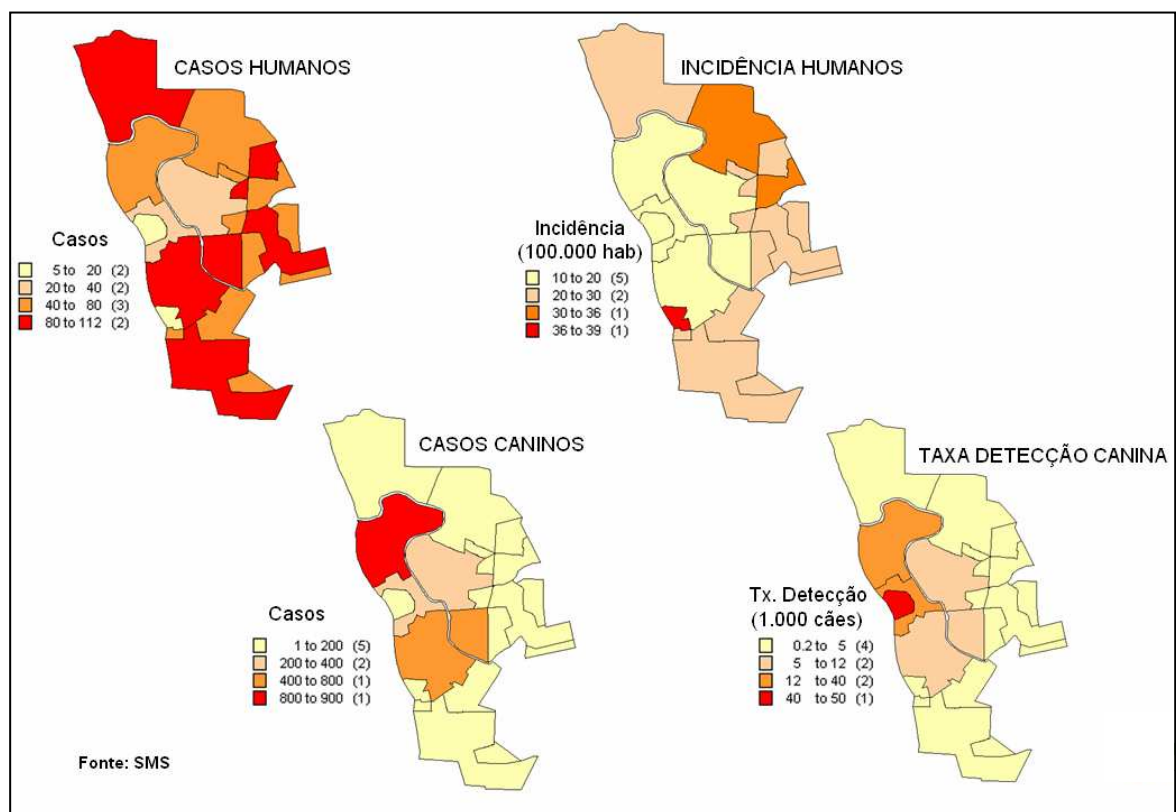 CASOS HUMANOS
Casos
5 to 20 (2)
20 to 40 (2)
40 to 80 (3)
80 to 112 (2)
INCIDÊNCIA HUMANOS
Incidência
(100.000 hab)
10 to 20 (5)
20 to 30 (2)
30 to 36 (1)
36 to 39 (1)
CASOS CANINOS
Casos
1 to 200 (5)
200 to 400 (2)
400 to 800 (1)
800 to 900 (1)
TAXA DETECÇÃO CANINA
Tx. Detecção
(1.000 cães)
0.2 to 5 (4)
5 to 12 (2)
12 to 40 (2)
40 to 50 (1)
Fonte: SMS